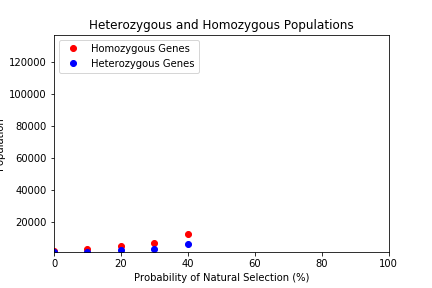 Heterozygous and Homozygous Populations
Homozygous Genes
Heterozygous Genes
120000
100000
80000
60000
40000
20000
Population
0 20 40 60 80 100
Probability of Natural Selection (%)